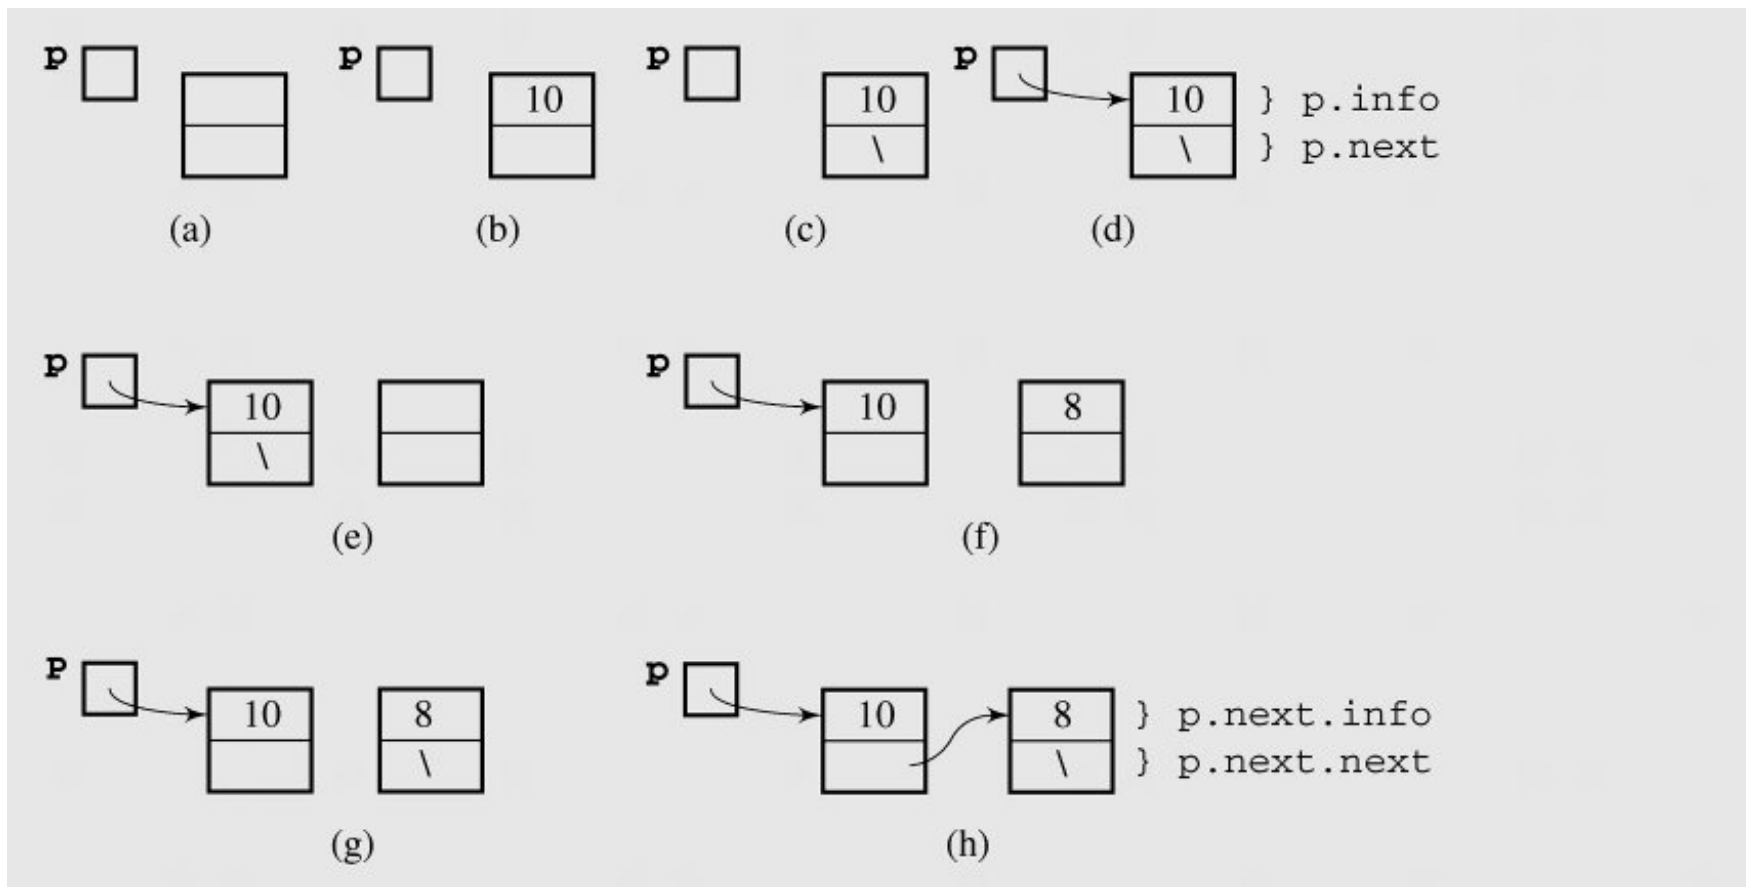 p p p p
10 10 10 } p.info
\ \ } p.next
(a) (b) (c) (d)
p p
10 10 8
\
(e) (f)
p p
10 8 10 8 } p.next.info
\ \ } p.next.next
(g) (h)